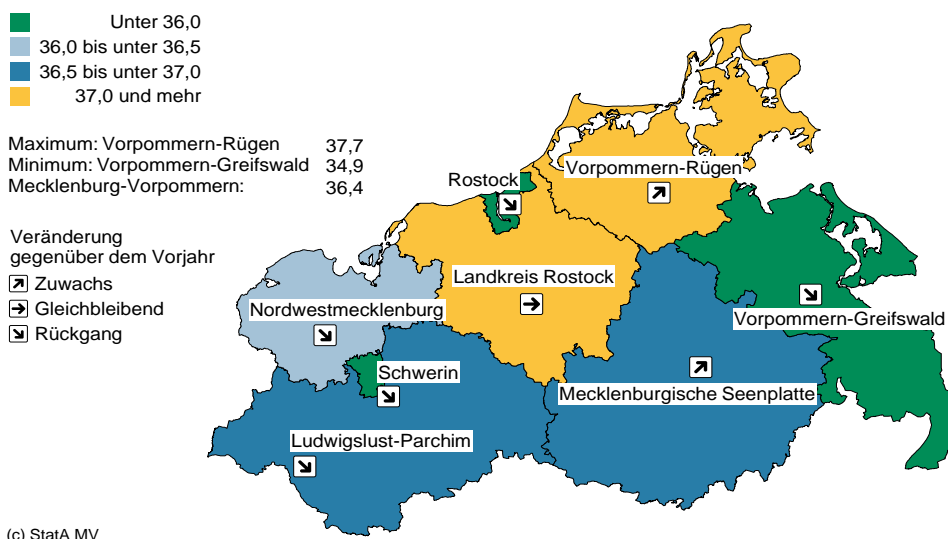 Unter 36,0
36,0 bis unter 36,5
36,5 bis unter 37,0
37,0 und mehr
Maximum: Vorpommern-Rügen 37,7
Minimum: Vorpommern-Greifswald 34,9
Mecklenburg-Vorpommern: 36,4
Veränderung
gegenüber dem Vorjahr
Zuwachs
Gleichbleibend
Rückgang
Rostock
Vorpommern-Rügen
Landkreis Rostock
Nordwestmecklenburg
Vorpommern-Greifswald
Schwerin
Mecklenburgische Seenplatte
Ludwigslust-Parchim
(c) StatA MV